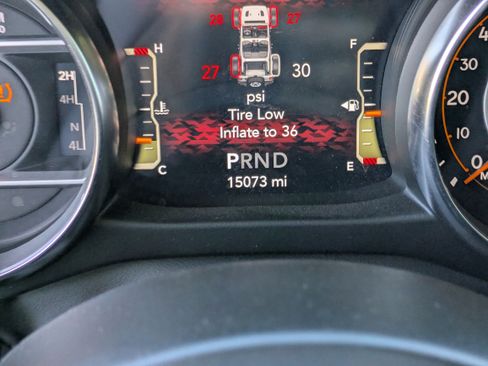 28 27
27 30
psi
Tire Low
Inflate to 36
PRND
15073 mi
H
C
F
E
2H
4H
N
4L
40
30
20
10
0